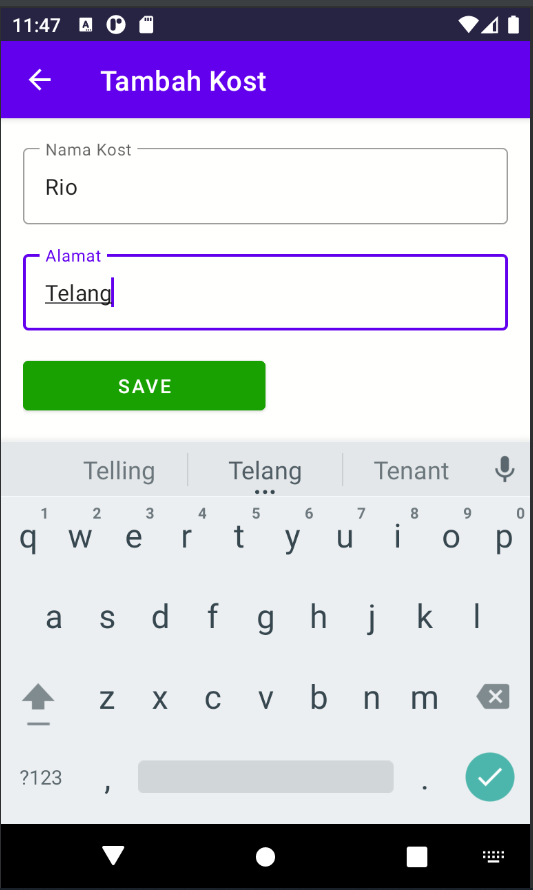 11:47
Tambah Kost
Nama Kost
Rio
Alamat
Telang
SAVE
Telling Telang Tenant
1 2 3 4 5 6 7 8 9 0
q w e r t y u i o p
a s d f g h j k l
z x c v b n m
?123 , .